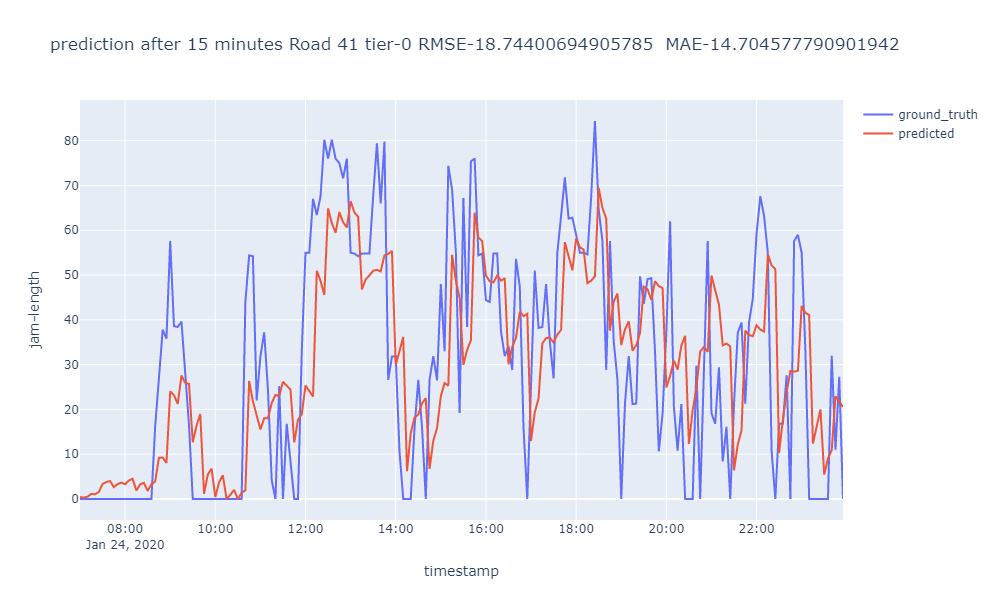 prediction after 15 minutes Road 41 tier-0 RMSE-18.74400694905785  MAE-14.704577790901942
ground_truth
predicted
80
70
60
50
40
30
20
10
0
jam-length
08:00 10:00 12:00 14:00 16:00 18:00 20:00 22:00
Jan 24, 2020
timestamp